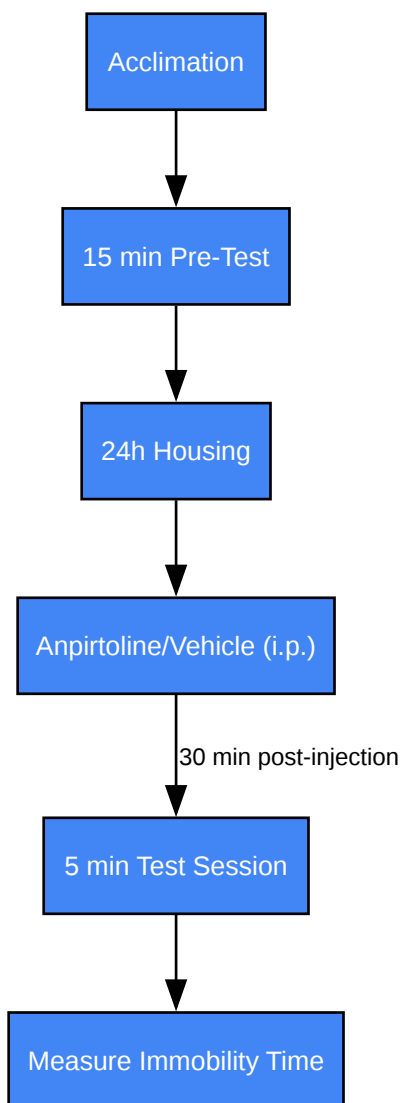 Acclimation
15 min Pre-Test
24h Housing
Anpirtoline/Vehicle (i.p.)
30 min post-injection
5 min Test Session
Measure Immobility Time